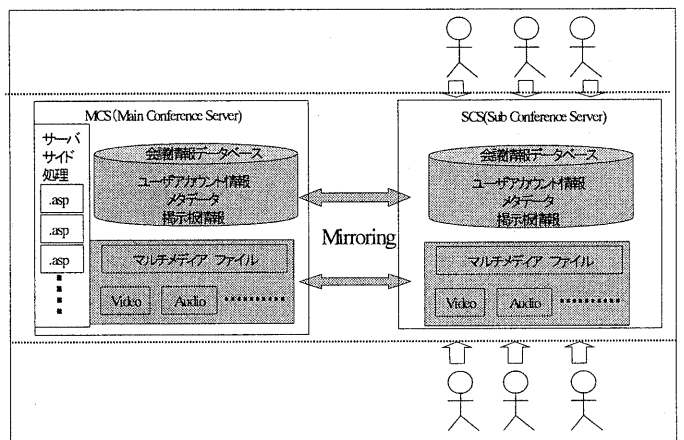 MCS(Main Conference Server)
サーバ
サイド
処理
.asp
.asp
.asp
会議情報データベース
ユーザアカウント情報
メタデータ
掲示板情報
マルチメディア ファイル
Video
Audio
Mirroring
SCS(Sub Conference Server)
会議情報データベース
ユーザアカウント情報
メタデータ
掲示板情報
マルチメディア ファイル
Video
Audio